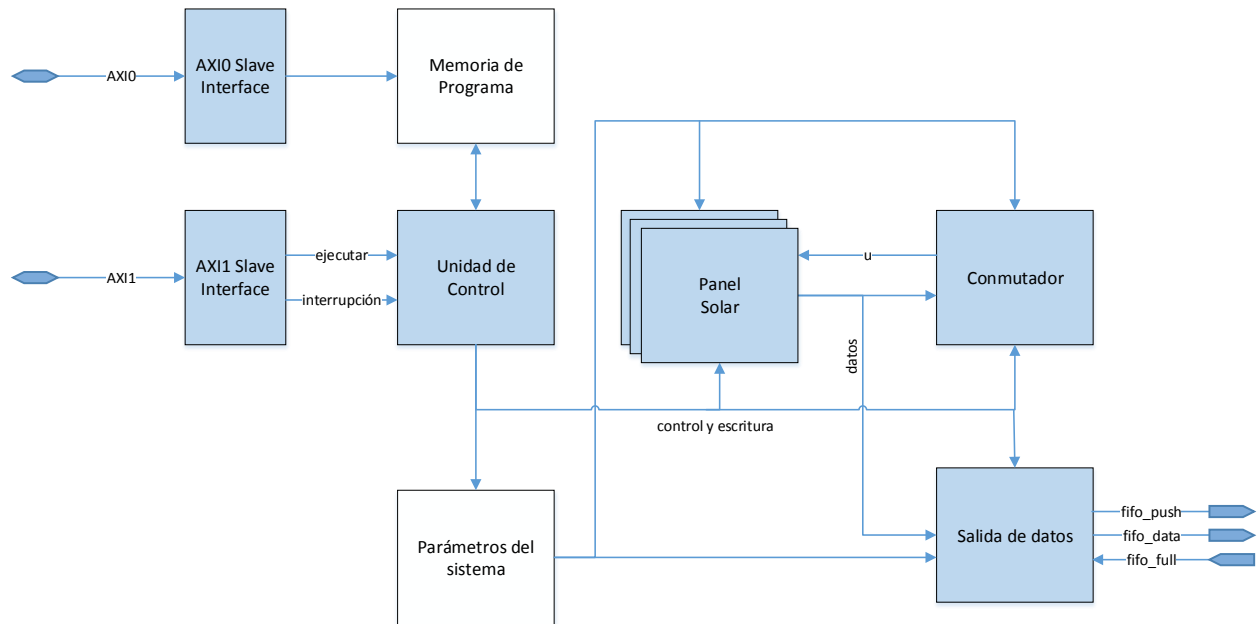 AXI0
AXI0 Slave
Interface
Memoria de
Programa
AXI1
AXI1 Slave
Interface
ejecutar
interrupción
Unidad de
Control
Panel
Solar
u
Conmutador
datos
control y escritura
Parámetros del
sistema
Salida de datos
fifo_push
fifo_data
fifo_full